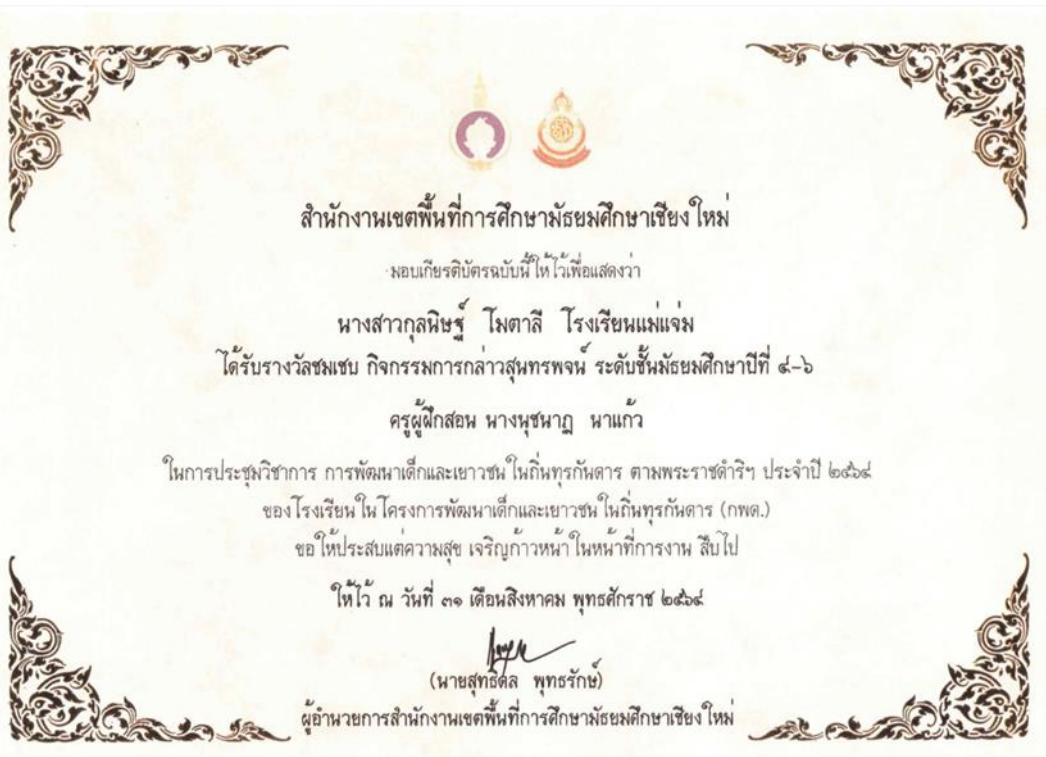 สำนักงานเขตพื้นที่การศึกษามัธยมศึกษาเชียงใหม่
มอบเกียรติบัตรฉบับนี้ให้ไว้เพื่อแสดงว่า
นางสาวกุลนิษฐ์ โมตาลี โรงเรียนแม่แจ่ม
ได้รับรางวัลชมเชย กิจกรรมการกล่าวสุนทรพจน์ ระดับชั้นมัธยมศึกษาปีที่ ๔-๖
ครูผู้ฝึกสอน นางนุชนาฏ นาแก้ว
ในการประชุมวิชาการ การพัฒนาเด็กและเยาวชนในถิ่นทุรกันดาร ตามพระราชดำริฯ ประจำปี ๒๕๖๔
ของโรงเรียนในโครงการพัฒนาเด็กและเยาวชนในถิ่นทุรกันดาร (กพด.)
ขอให้ประสบแต่ความสุข เจริญก้าวหน้าในหน้าที่การงาน สืบไป
ให้ไว้ ณ วันที่ ๓๑ เดือนสิงหาคม พุทธศักราช ๒๕๖๔
(นายสุทธิดล พุทธรักษ์)
ผู้อำนวยการสำนักงานเขตพื้นที่การศึกษามัธยมศึกษาเชียงใหม่